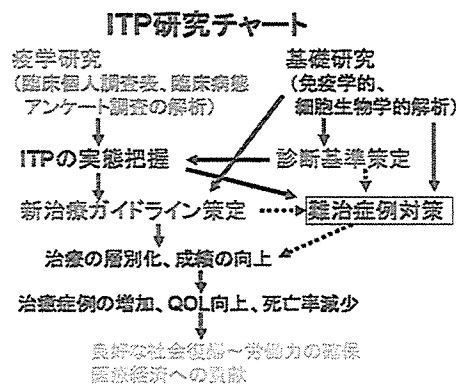 ITP研究チャート
疫学研究
(臨床個人調査表、臨床病態
アンケート調査の解析)
基礎研究
(免疫学的、
細胞生物学的解析)
ITPの実態把握
診断基準策定
新治療ガイドライン策定
難治症例対策
治療の層別化、成績の向上
治癒症例の増加、QOL向上、死亡率減少
良好な社会復帰～労働力の確保
医療経済への貢献